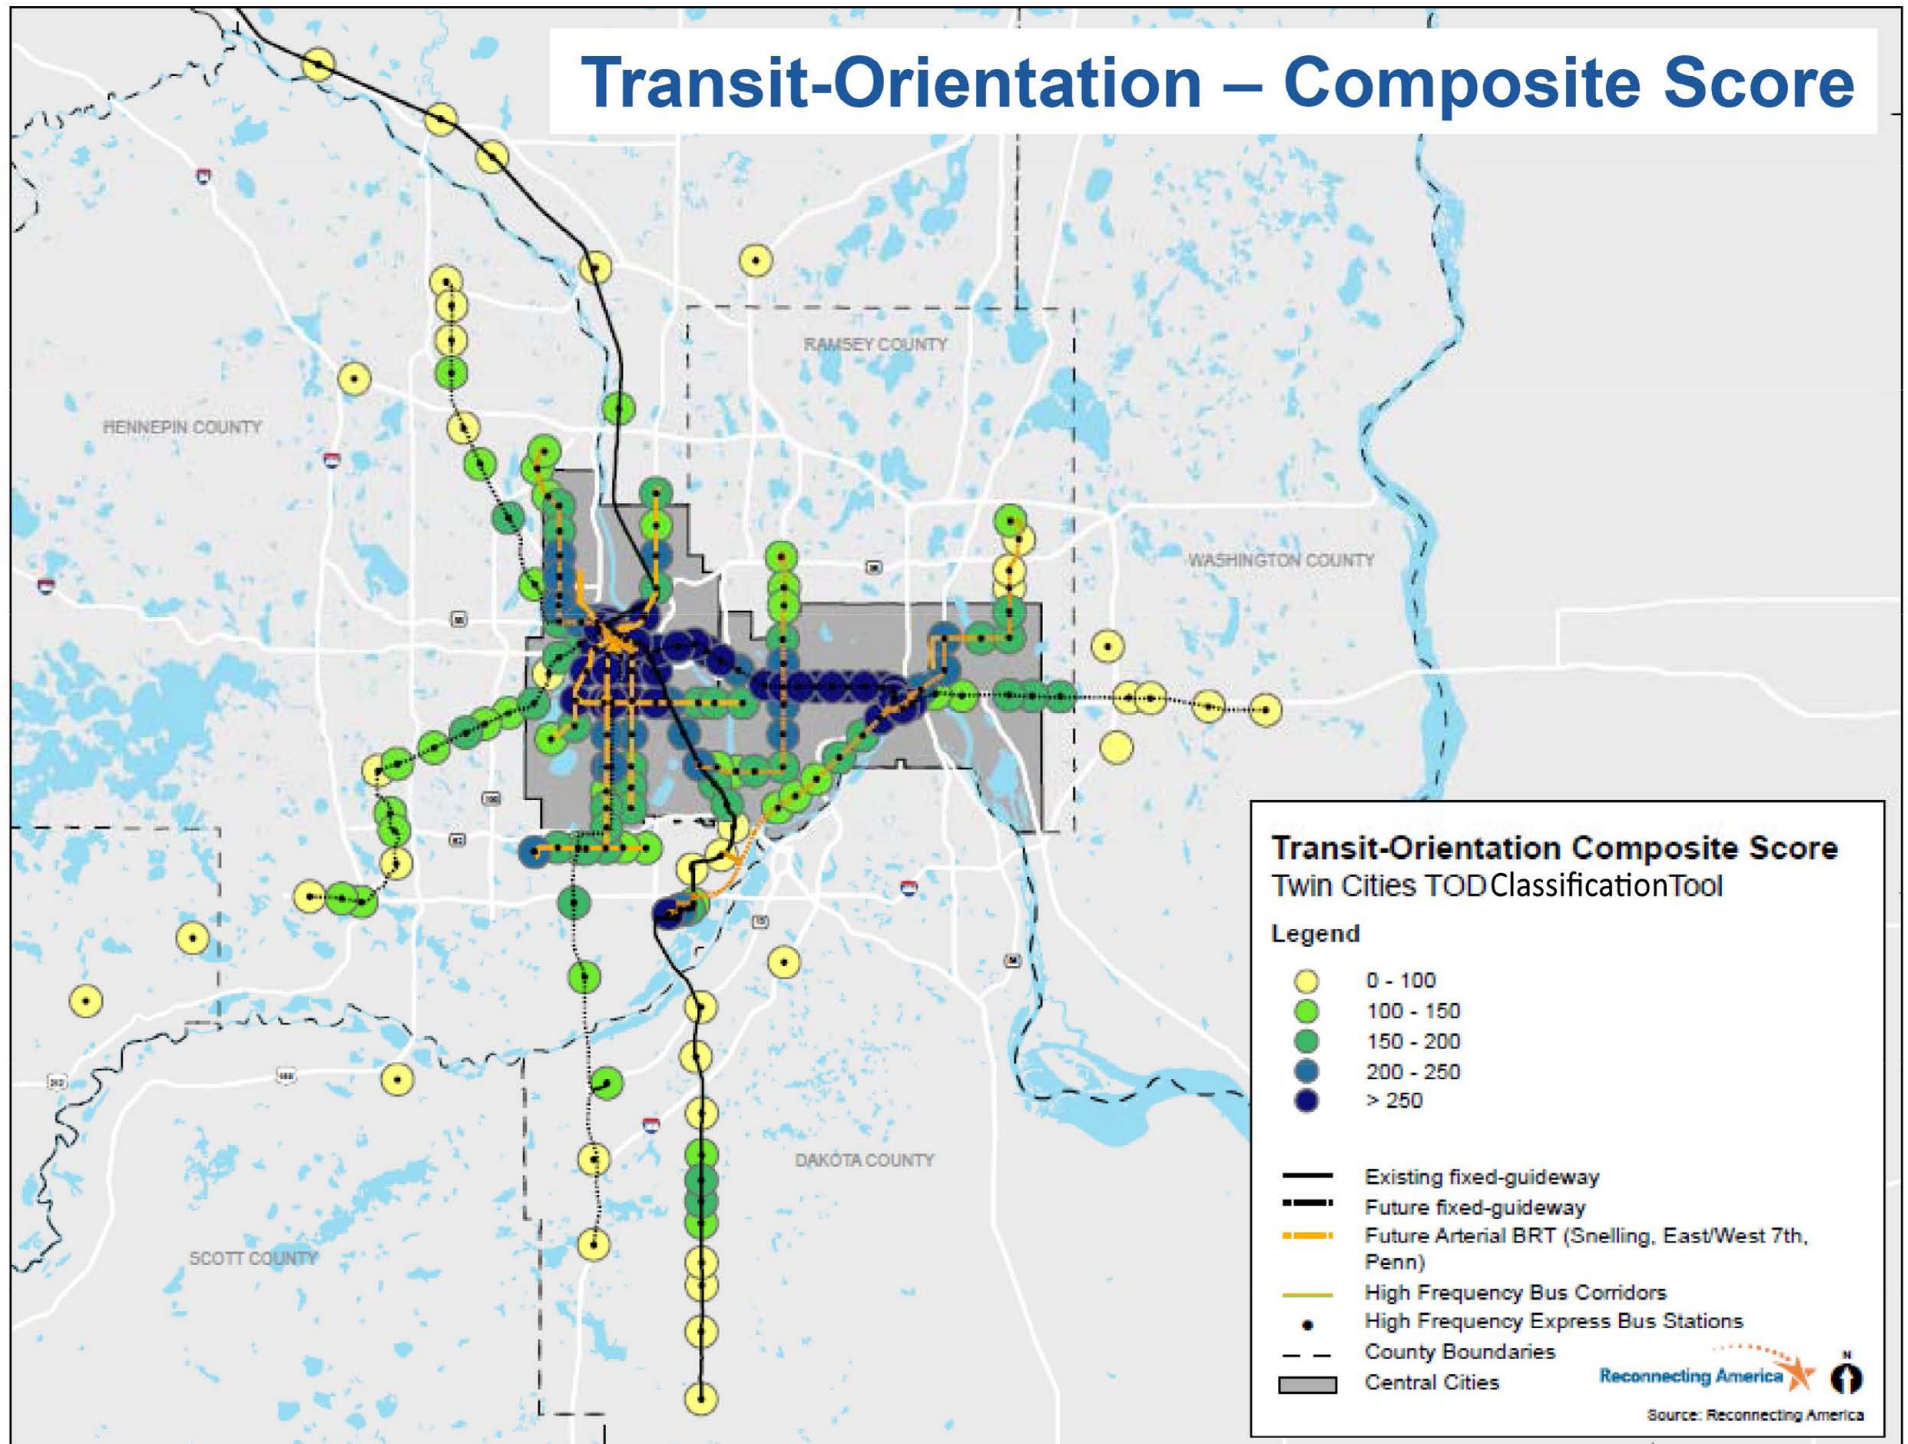 Transit-Orientation – Composite Score
RAMSEY COUNTY
HENNEPIN COUNTY
WASHINGTON COUNTY
DAKOTA COUNTY
SCOTT COUNTY
Transit-Orientation Composite Score
Twin Cities TOD Classification Tool
Legend
0 - 100
100 - 150
150 - 200
200 - 250
> 250
Existing fixed-guideway
Future fixed-guideway
Future Arterial BRT (Snelling, East/West 7th,
Penn)
High Frequency Bus Corridors
High Frequency Express Bus Stations
County Boundaries
Central Cities
Reconnecting America
N
Source: Reconnecting America